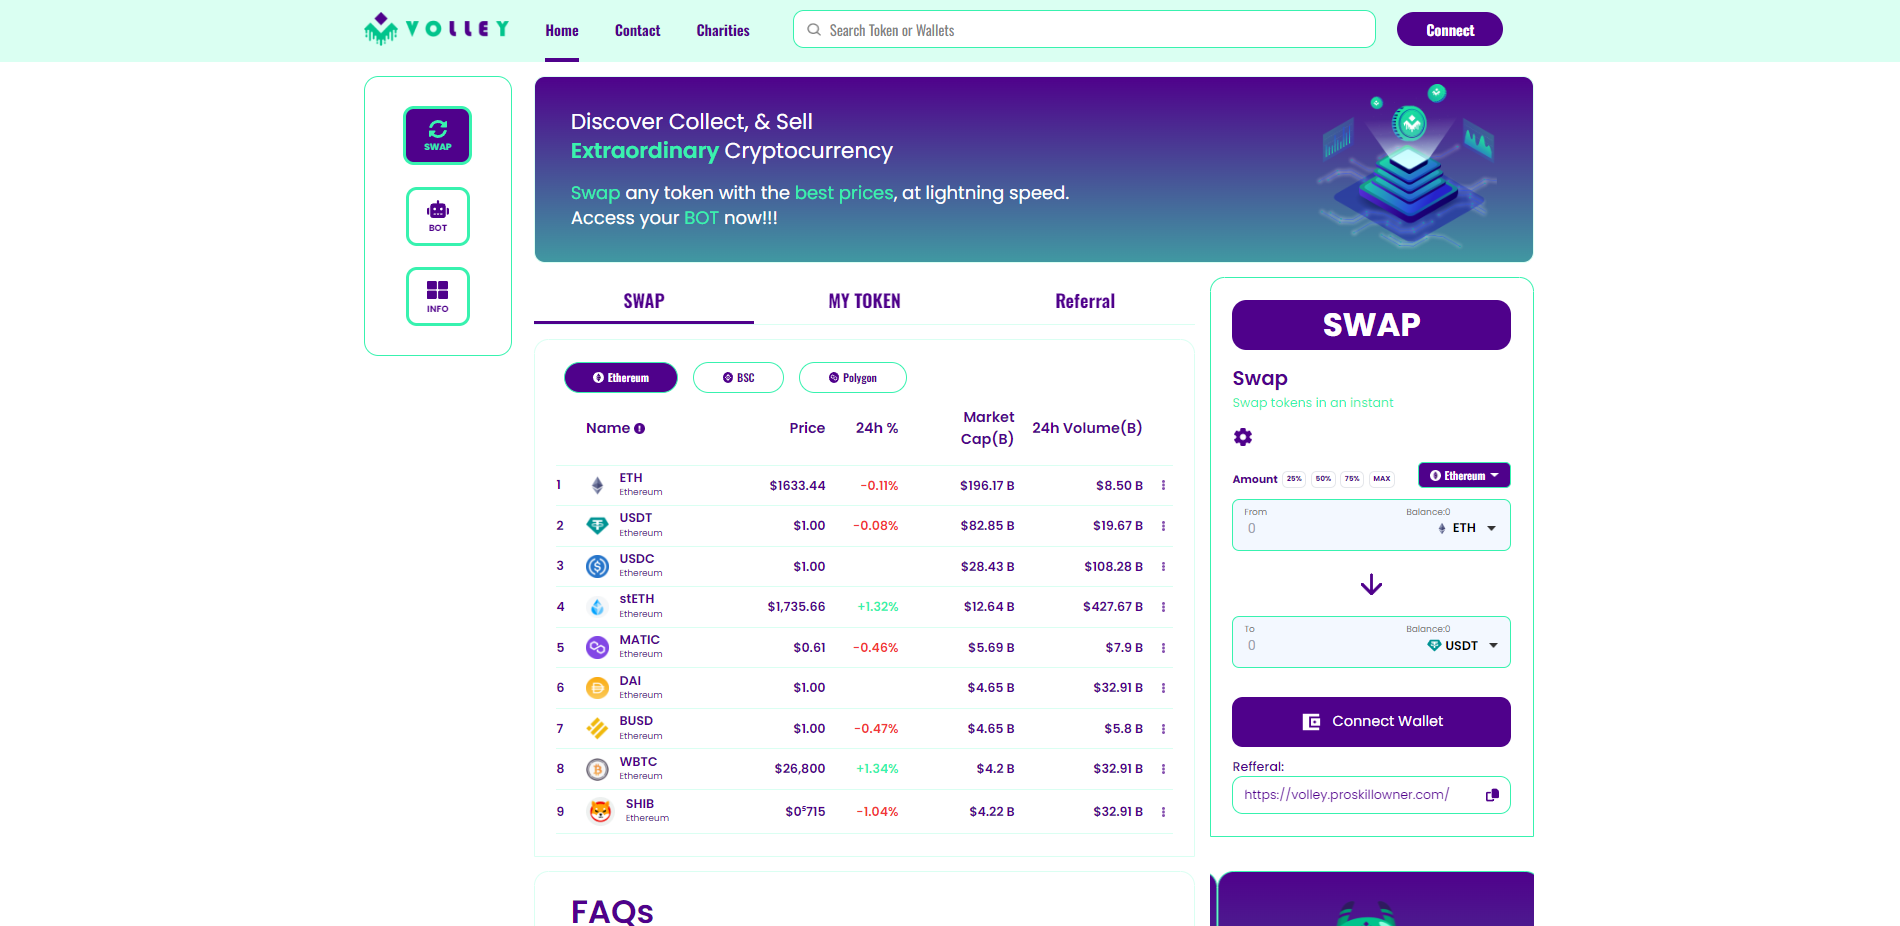 VOLLEY
Home
Contact
Charities
Search Token or Wallets
Connect
SWAP
BOT
INFO
Discover Collect, & Sell
Extraordinary Cryptocurrency
Swap any token with the best prices, at lightning speed.
Access your BOT now!!!
SWAP
MY TOKEN
Referral
Ethereum
BSC
Polygon
Name Price 24h % Market Cap(B) 24h Volume(B)
1 ETH $1633.44 -0.11% $196.17 B $8.50 B
Ethereum
2 USDT $1.00 -0.08% $82.85 B $19.67 B
Ethereum
3 USDC $1.00 $28.43 B $108.28 B
Ethereum
4 stETH $1,735.66 +1.32% $12.64 B $427.67 B
Ethereum
5 MATIC $0.61 -0.46% $5.69 B $7.9 B
Ethereum
6 DAI $1.00 $4.65 B $32.91 B
Ethereum
7 BUSD $1.00 -0.47% $4.65 B $5.8 B
Ethereum
8 WBTC $26,800 +1.34% $4.2 B $32.91 B
Ethereum
9 SHIB $0⁵715 -1.04% $4.22 B $32.91 B
Ethereum
FAQs
SWAP
Swap
Swap tokens in an instant
Amount 25% 50% 75% MAX Ethereum
From Balance:0
0 ETH
To Balance:0
0 USDT
Connect Wallet
Refferal:
https://volley.proskillowner.com/